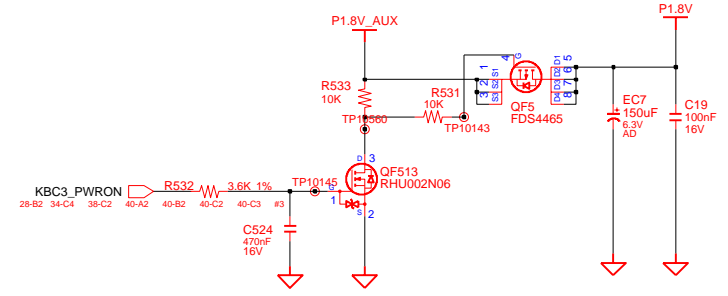 P1.8V_AUX
P1.8V
R533
10K
TP10560
R531
10K
TP10143
4
G
1
2
3
S1
S2
S3
D1
D2
D3
D4
5
6
7
8
QF5
FDS4465
EC7
150uF
6.3V
AD
C19
100nF
16V
D
3
QF513
RHU002N06
TP10145
G
1
S
2
KBC3_PWRON
R532
3.6K 1%
28-B2 34-C4 38-C2 40-A2 40-B2 40-C2 40-C3 #3
C524
470nF
16V